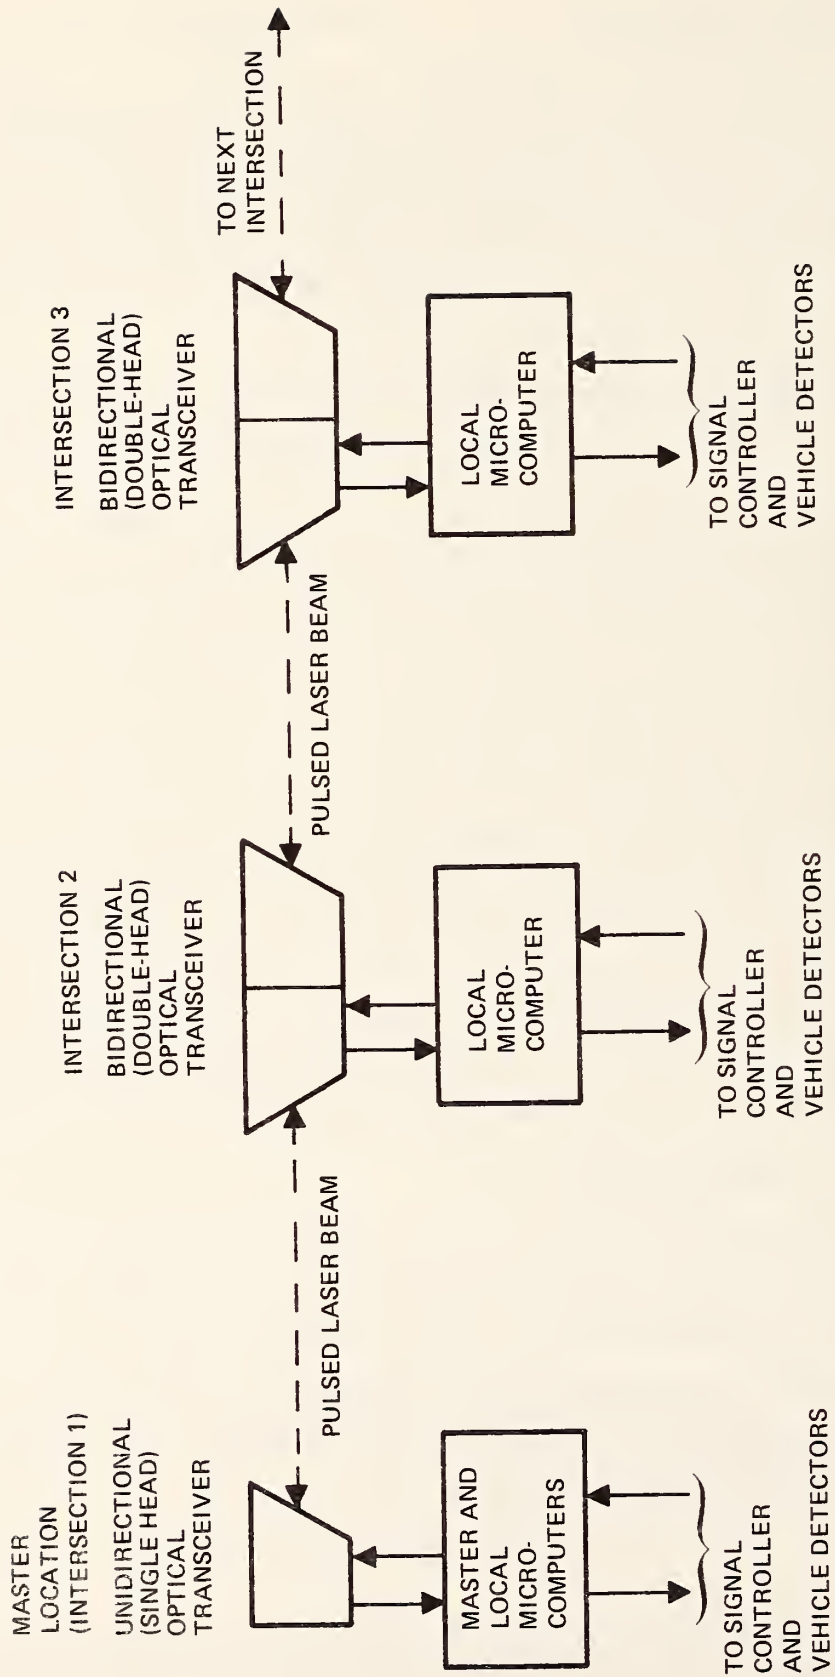 MASTER
LOCATION
(INTERSECTION 1)
UNIDIRECTIONAL
(SINGLE HEAD)
OPTICAL
TRANSCEIVER
MASTER AND
LOCAL
MICRO-
COMPUTERS
TO SIGNAL
CONTROLLER
AND
VEHICLE DETECTORS
PULSED LASER BEAM
INTERSECTION 2
BIDIRECTIONAL
(DOUBLE-HEAD)
OPTICAL
TRANSCEIVER
LOCAL
MICRO-
COMPUTER
TO SIGNAL
CONTROLLER
AND
VEHICLE DETECTORS
PULSED LASER BEAM
INTERSECTION 3
BIDIRECTIONAL
(DOUBLE-HEAD)
OPTICAL
TRANSCEIVER
LOCAL
MICRO-
COMPUTER
TO SIGNAL
CONTROLLER
AND
VEHICLE DETECTORS
TO NEXT
INTERSECTION